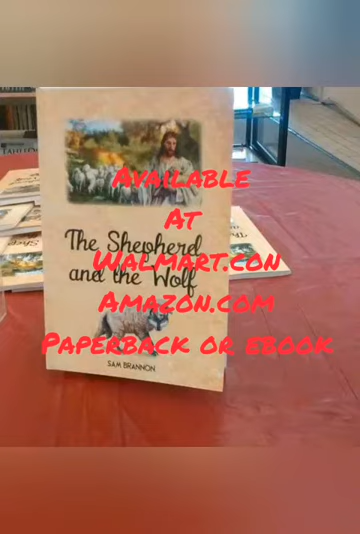 Available
At
The Shepherd
Walmart.con
and the Wolf
Amazon.com
Paperback or ebook
SAM BRANNON